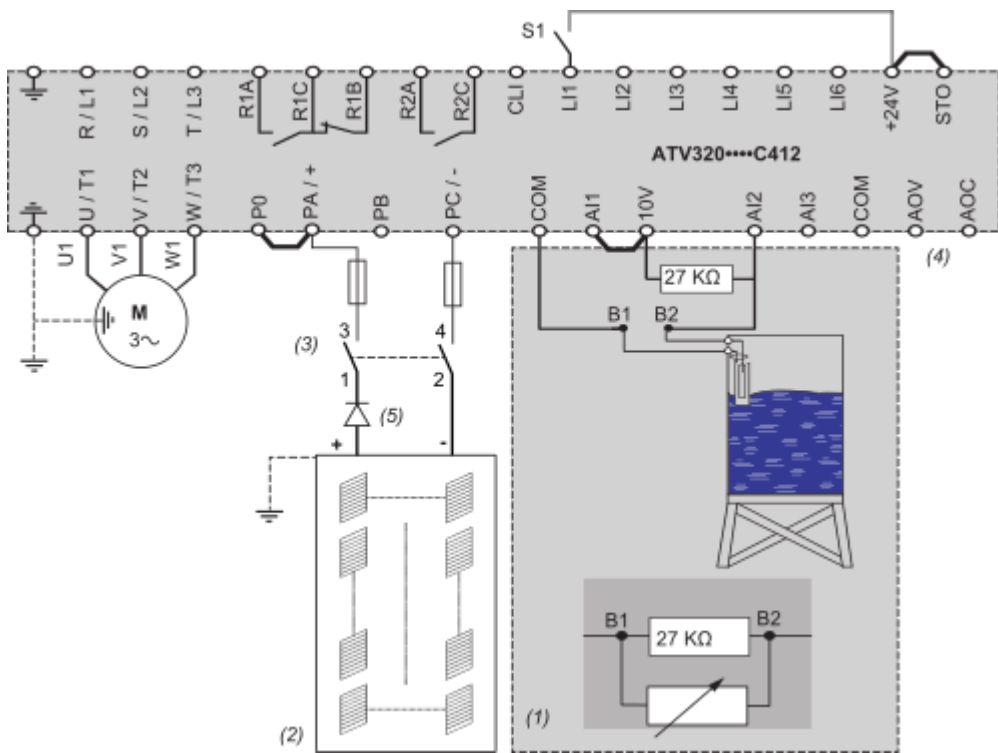 S1
R / L1
S / L2
T / L3
R1A
R1C
R1B
R2A
R2C
CLI
LI1
LI2
LI3
LI4
LI5
LI6
+24V
STO
ATV320••••C412
U / T1
V / T2
W / T3
P0
PA / +
PB
PC / -
COM
AI1
10V
AI2
AI3
COM
AOV
AOC
U1
V1
W1
(4)
27 KΩ
M
3~
B1
B2
(3)
3
4
1
2
(5)
+
-
B1
B2
27 KΩ
(2)
(1)